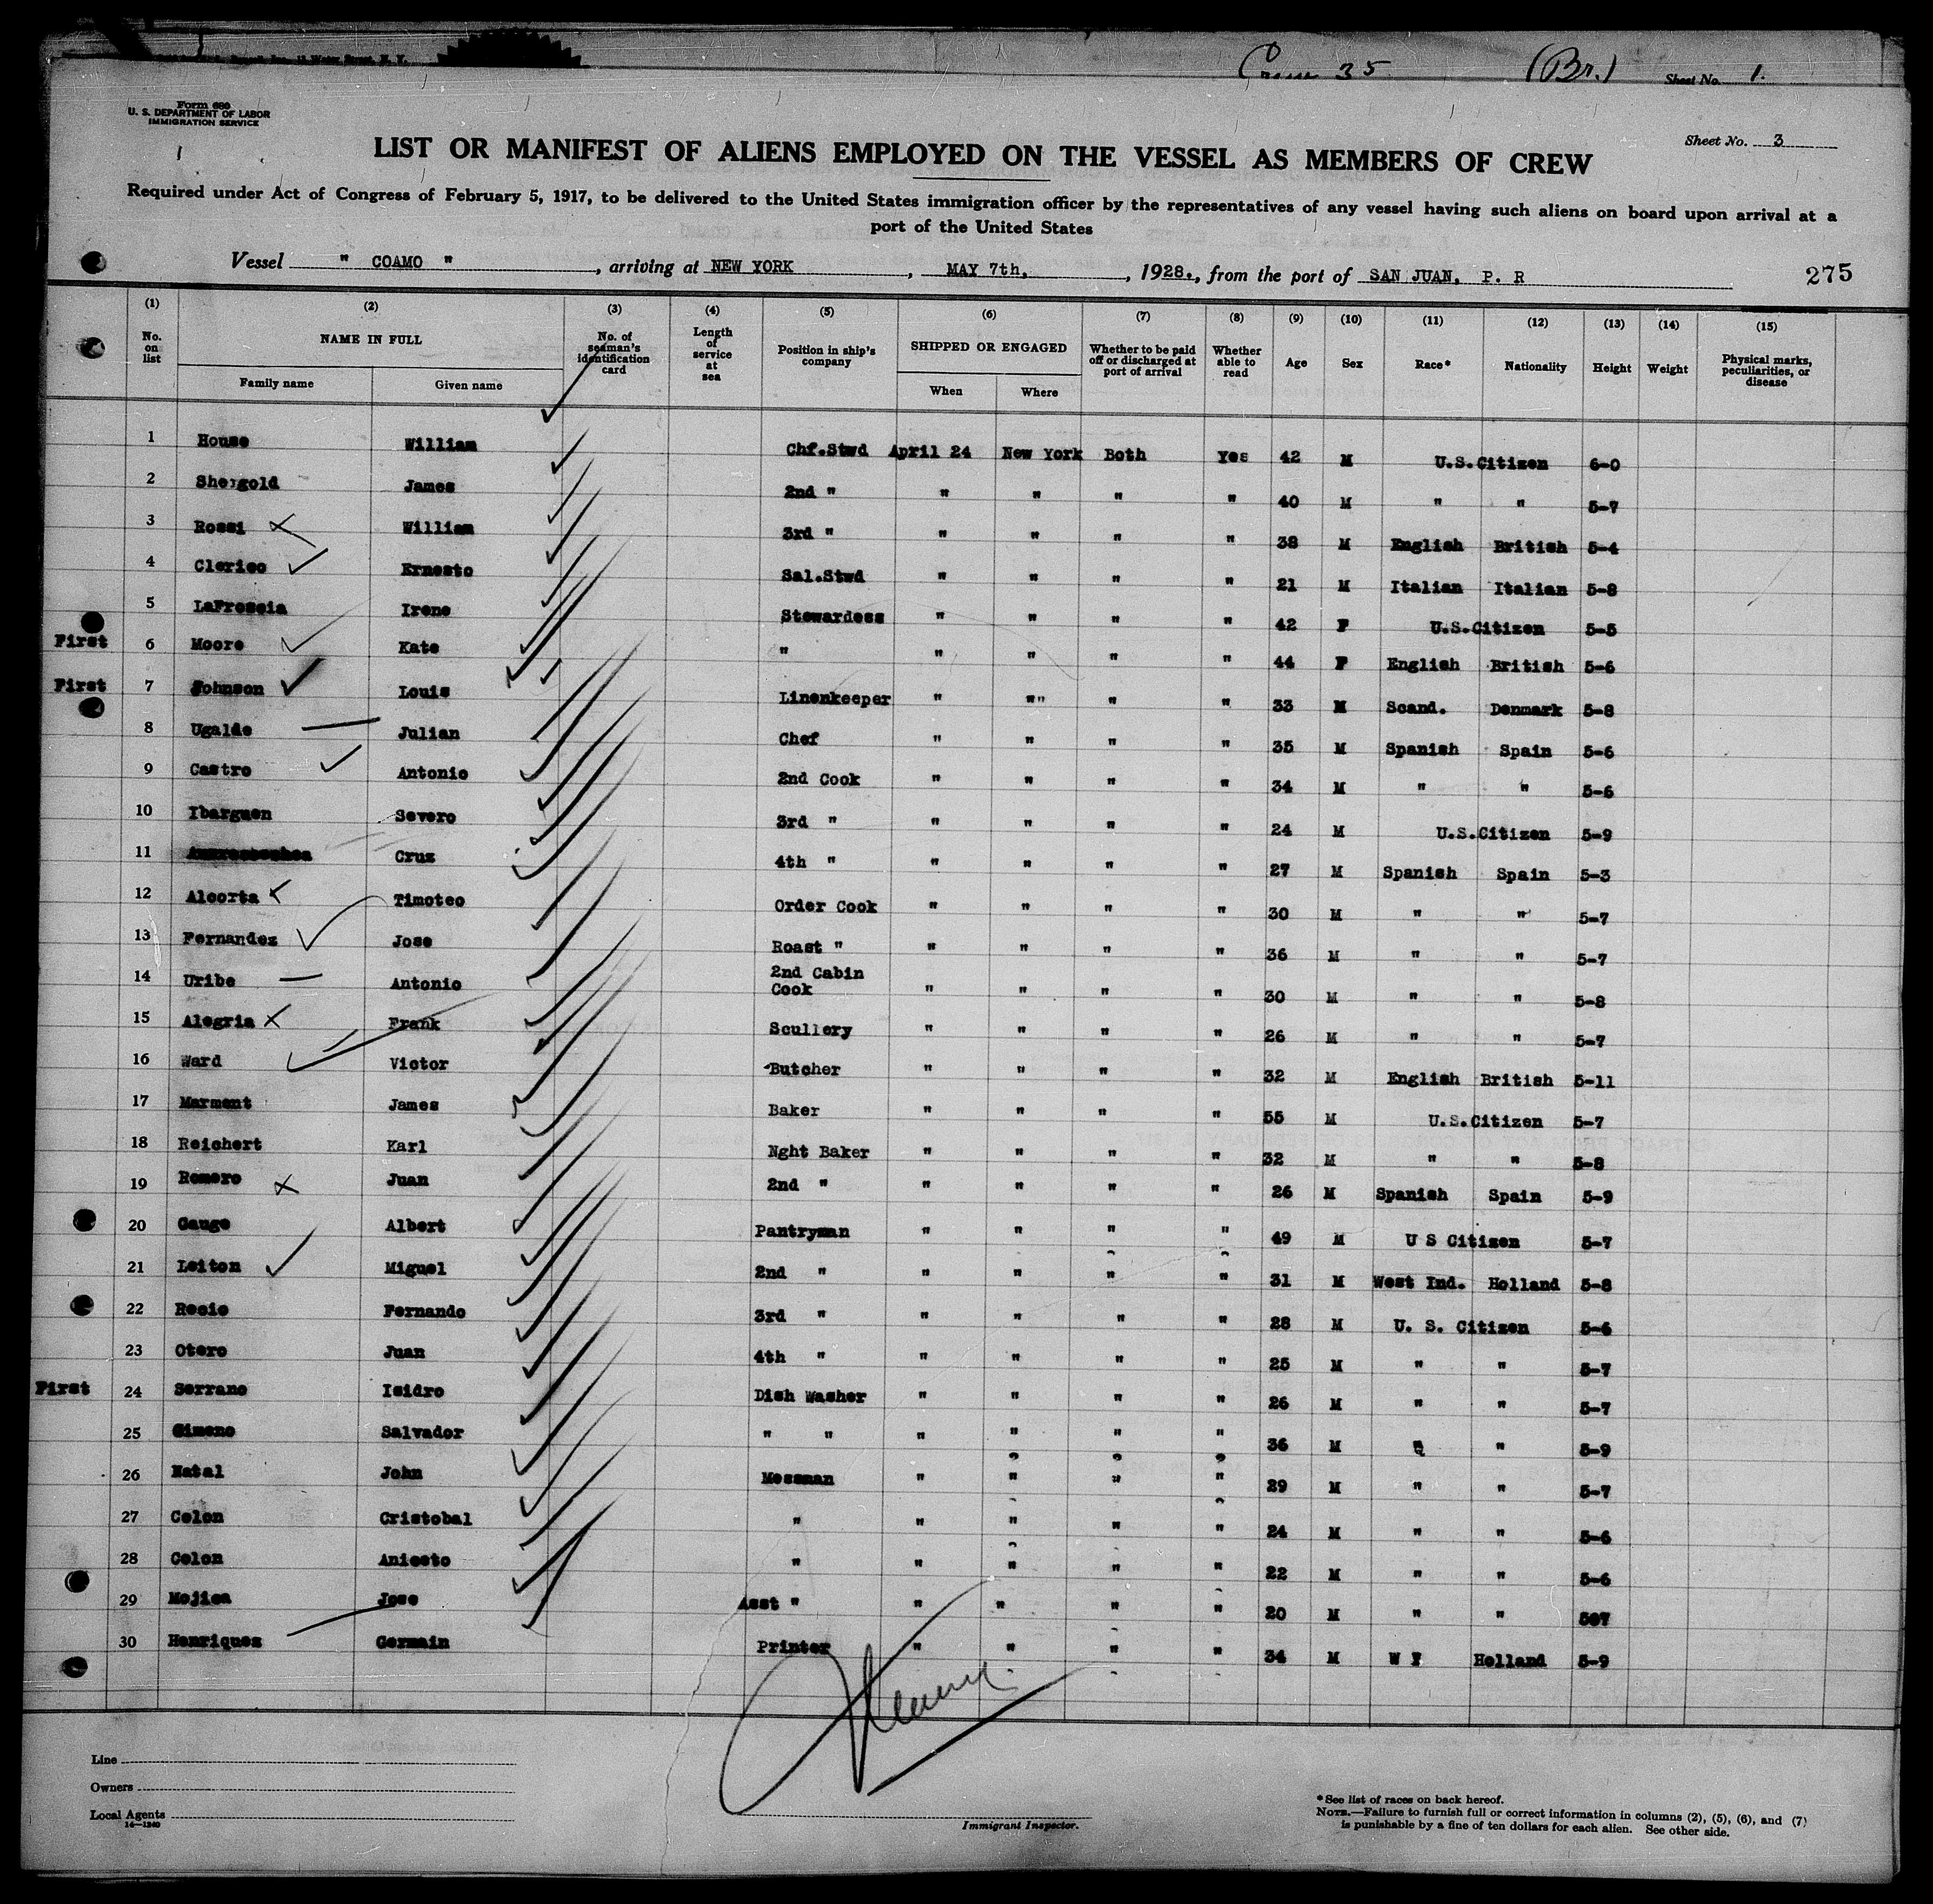 Crew 35 (Br.) Sheet No. 1.
Form 680
U. S. DEPARTMENT OF LABOR
IMMIGRATION SERVICE
Sheet No. 3
LIST OR MANIFEST OF ALIENS EMPLOYED ON THE VESSEL AS MEMBERS OF CREW
Required under Act of Congress of February 5, 1917, to be delivered to the United States immigration officer by the representatives of any vessel having such aliens on board upon arrival at a
port of the United States
Vessel " COAMO ", arriving at NEW YORK, MAY 7th, 1928., from the port of SAN JUAN, P. R 275
(1) (2) (3) (4) (5) (6) (7) (8) (9) (10) (11) (12) (13) (14) (15)
No. on list NAME IN FULL Family name Given name No. of seaman's identification card Length of service at sea Position in ship's company SHIPPED OR ENGAGED When Where Whether to be paid off or discharged at port of arrival Whether able to read Age Sex Race* Nationality Height Weight Physical marks, peculiarities, or disease
1 House William Chf.Stwd April 24 New York Both Yes 42 M U.S.Citizen 6-0
2 Shergold James 2nd " " " " " 40 M " " 5-7
3 Rossi William 3rd " " " " " 38 M English British 5-4
4 Clerico Ernesto Sal.Stwd " " " " 21 M Italian Italian 5-8
5 LaFroscia Irene Stewardess " " " " 42 F U.S.Citizen 5-5
First 6 Moore Kate " " " " " 44 F English British 5-6
First 7 Johnson Louis Linenkeeper " "" " " 33 M Scand. Denmark 5-8
8 Ugalde Julian Chef " " " " 35 M Spanish Spain 5-6
9 Castro Antonio 2nd Cook " " " " 34 M " " 5-6
10 Ibarguen Severo 3rd " " " " " 24 M U.S.Citizen 5-9
11 Cruz 4th " " " " " 27 M Spanish Spain 5-3
12 Alcorta Timoteo Order Cook " " " " 30 M " " 5-7
13 Fernandez Jose Roast " " " " " 36 M " " 5-7
14 Uribe Antonio 2nd Cabin Cook " " " " 30 M " " 5-8
15 Alegria Frank Scullery " " " " 26 M " " 5-7
16 Ward Victor Butcher " " " " 32 M English British 5-11
17 Marment James Baker " " " " 55 M U.S.Citizen 5-7
18 Reichert Karl Nght Baker " " " " 32 M " " 5-8
19 Romero Juan 2nd " " " " " 26 M Spanish Spain 5-9
20 Gauge Albert Pantryman " " " " 49 M U S Citizen 5-7
21 Leiton Miguel 2nd " " " " " 31 M West Ind. Holland 5-8
22 Recio Fernando 3rd " " " " " 28 M U. S. Citizen 5-6
23 Otero Juan 4th " " " " " 25 M " " 5-7
First 24 Serrano Isidro Dish Washer " " " " 26 M " " 5-7
25 Gimeno Salvador " " " " " " 36 M " " 5-9
26 Natal John Messman " " " " 29 M " " 5-7
27 Colon Cristobal " " " " " 24 M " " 5-6
28 Colon Aniceto " " " " " 22 M " " 5-6
29 Mojica Jose Asst " " " " " 20 M " " 507
30 Henriquez Germain Printer " " " " 34 M W I Holland 5-9
Line
Owners
Local Agents
14—1240
Immigrant Inspector.
*See list of races on back hereof.
NOTE.—Failure to furnish full or correct information in columns (2), (5), (6), and (7)
is punishable by a fine of ten dollars for each alien. See other side.